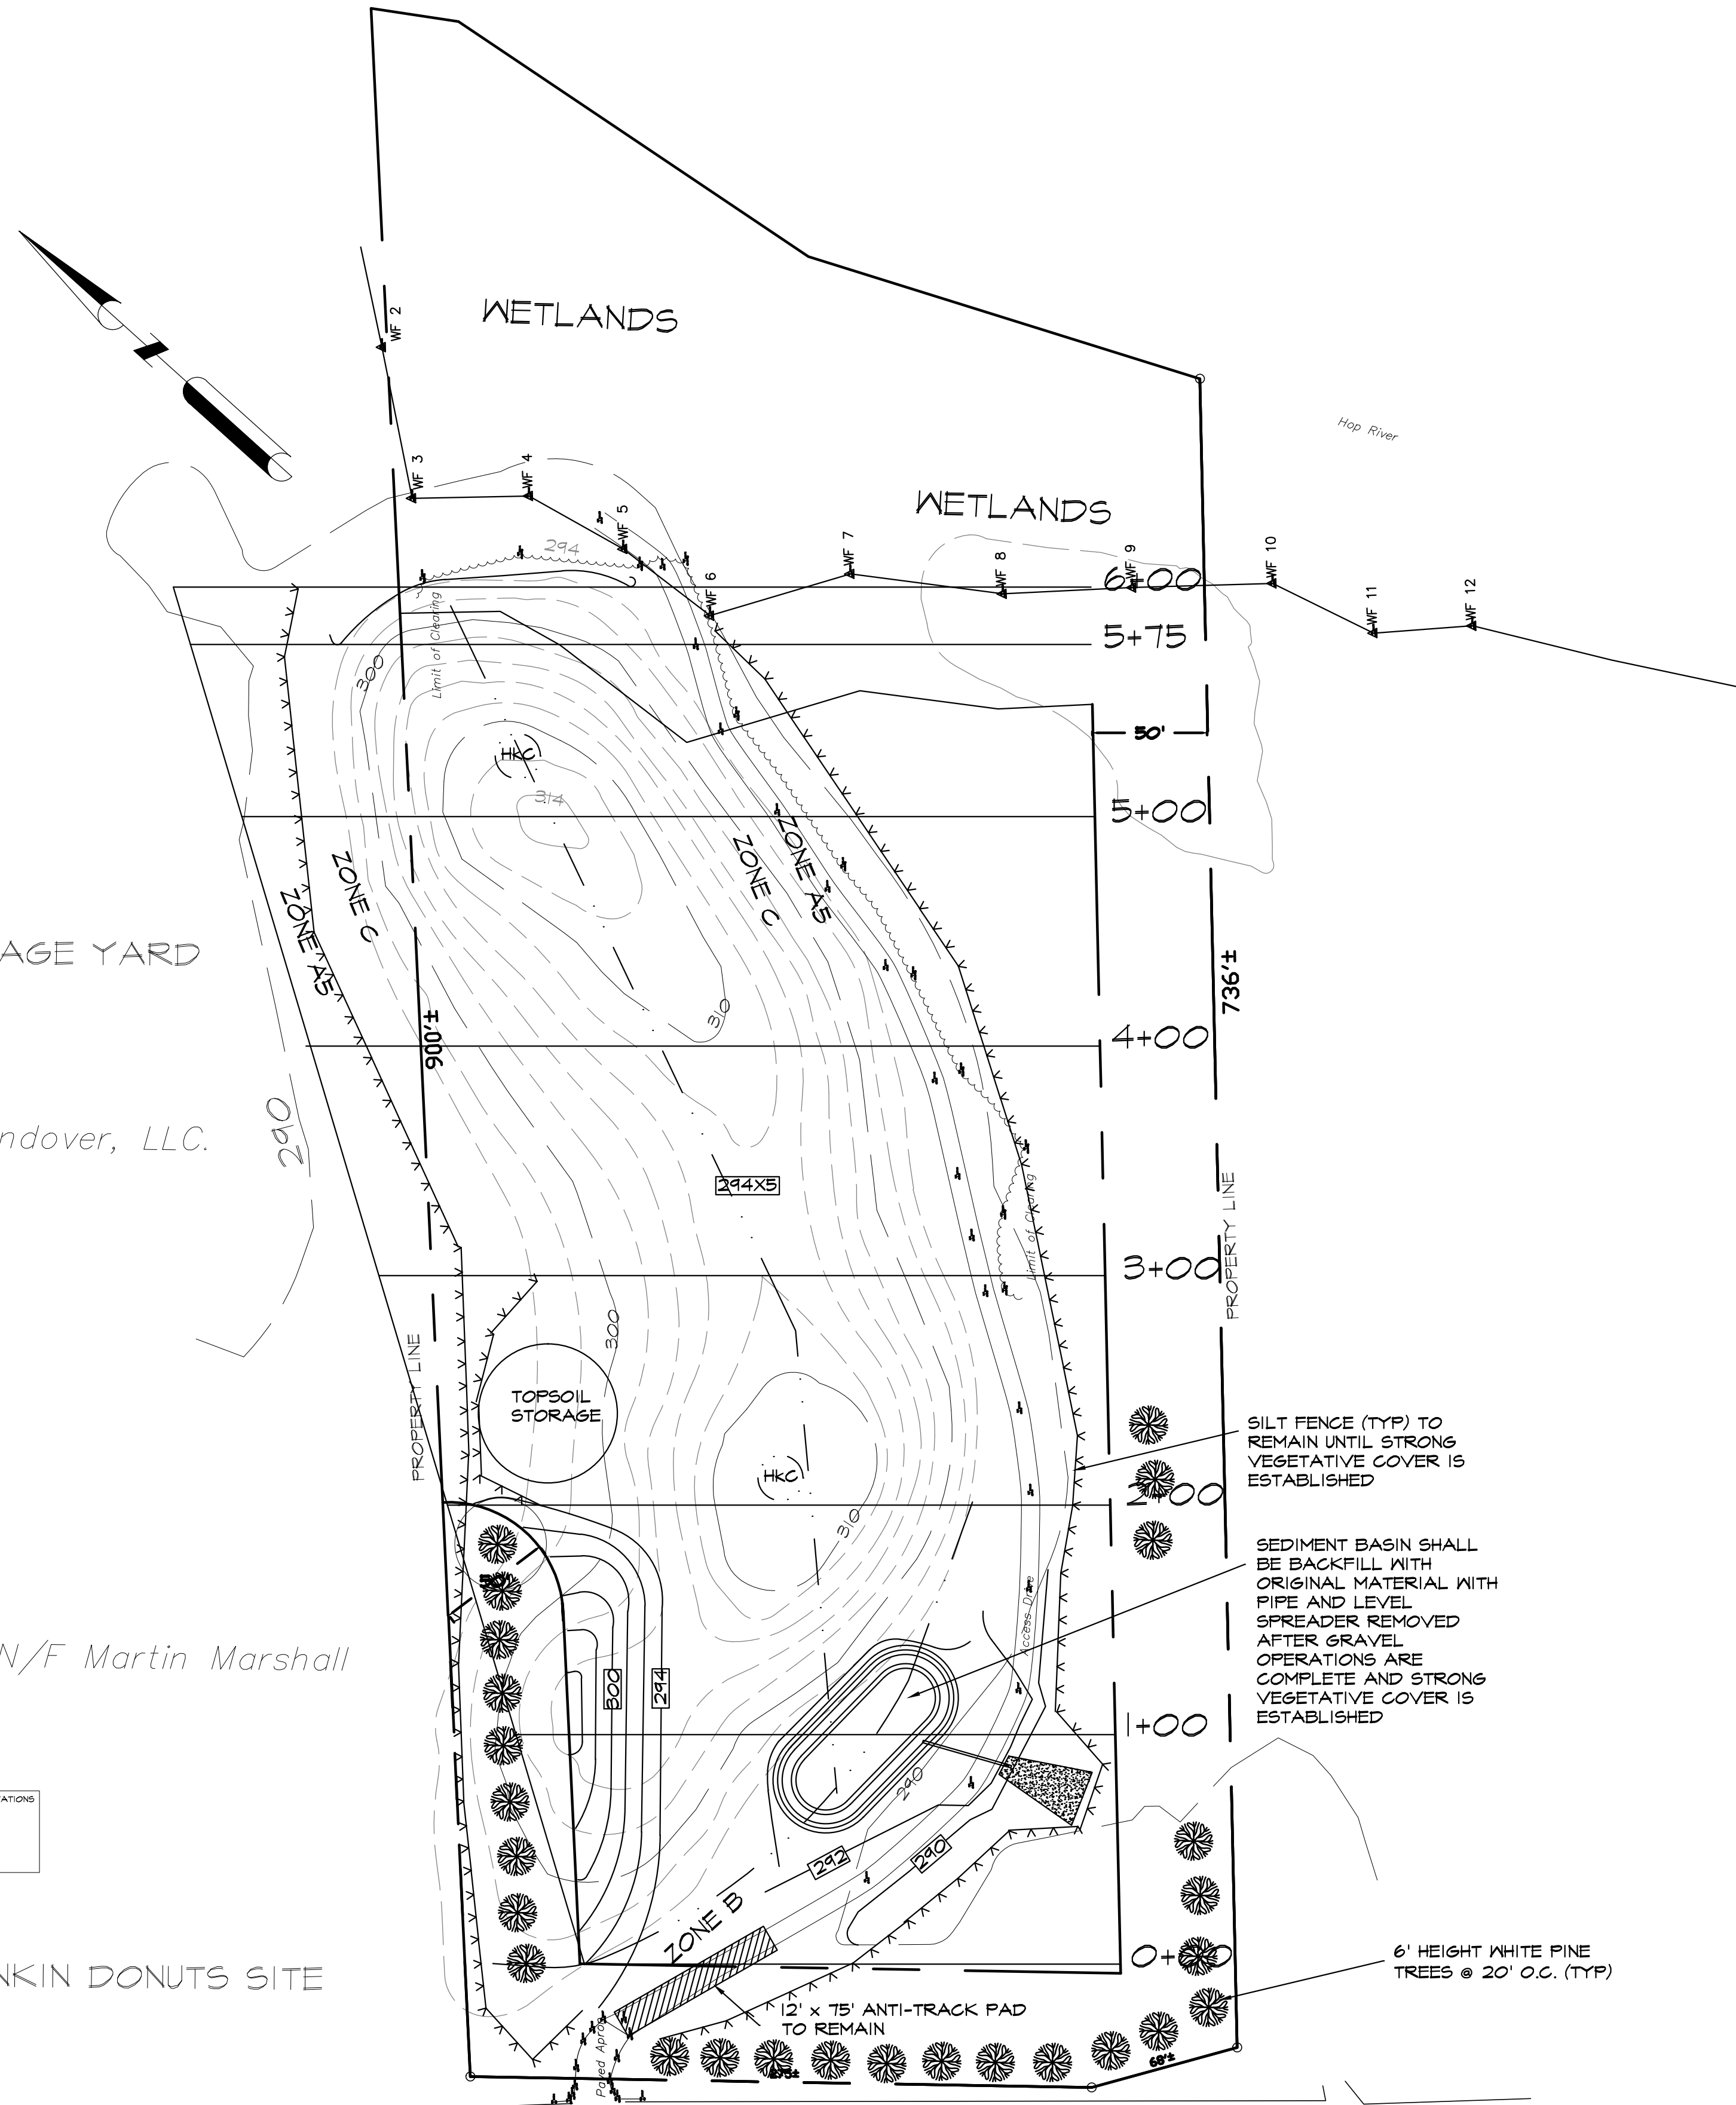 WETLANDS
WF 2
Hop River
WF 3
WF 4
WF 5
WETLANDS
WF 6
WF 7
WF 8
WF 9
WF 10
WF 11
WF 12
294
6+00
5+75
Limit of Clearing
300
50'
HKC
314
5+00
ZONE C
ZONE A5
ZONE C
ZONE A5
AGE YARD
736'±
310
900'±
4+00
290
ndover, LLC.
294X5
Limit of Clearing
PROPERTY LINE
3+00
300
PROPERTY LINE
TOPSOIL
STORAGE
SILT FENCE (TYP) TO
REMAIN UNTIL STRONG
VEGETATIVE COVER IS
ESTABLISHED
HKC
2+00
310
50'
SEDIMENT BASIN SHALL
BE BACKFILL WITH
ORIGINAL MATERIAL WITH
PIPE AND LEVEL
SPREADER REMOVED
AFTER GRAVEL
OPERATIONS ARE
COMPLETE AND STRONG
VEGETATIVE COVER IS
ESTABLISHED
Access Drive
N/F Martin Marshall
300
294
1+00
290
ATIONS
292
290
ZONE B
0+00
NKIN DONUTS SITE
6' HEIGHT WHITE PINE
TREES @ 20' O.C. (TYP)
12' x 75' ANTI-TRACK PAD
TO REMAIN
Paved Apron
275±
68'±